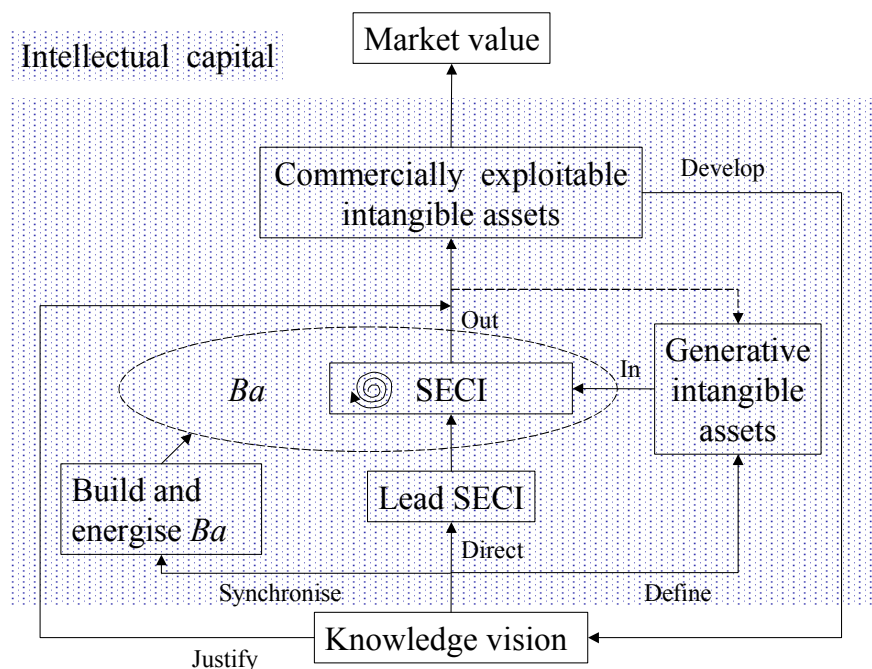 Market value
Intellectual capital
Commercially exploitable
intangible assets
Develop
Out
Generative
intangible
assets
In
Ba
SECI
Build and
energise Ba
Lead SECI
Direct
Synchronise
Define
Knowledge vision
Justify